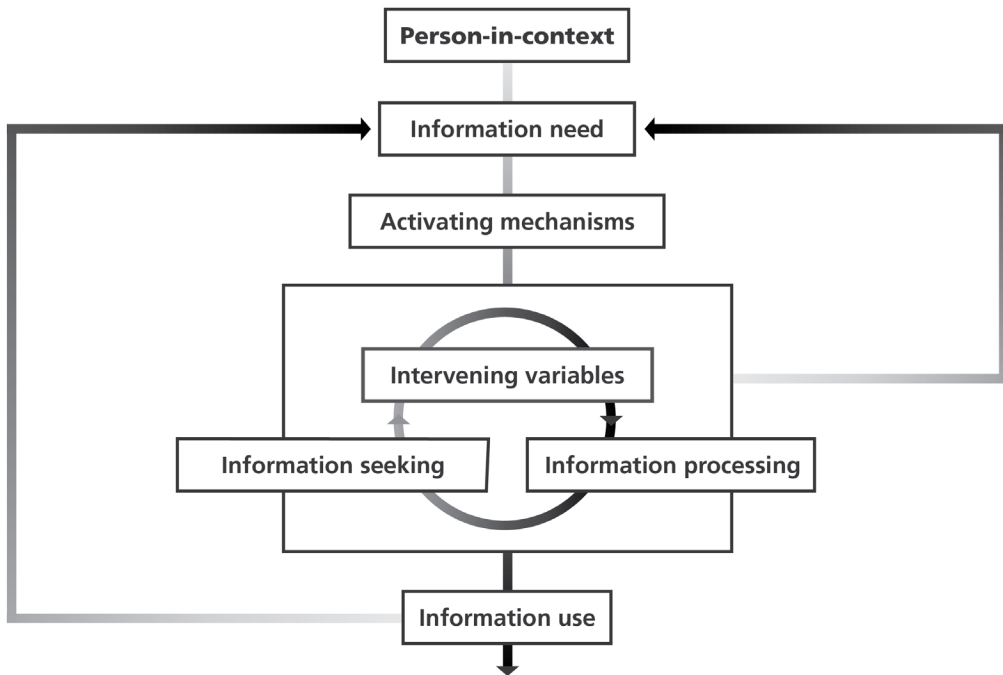 Person-in-context
Information need
Activating mechanisms
Intervening variables
Information seeking
Information processing
Information use